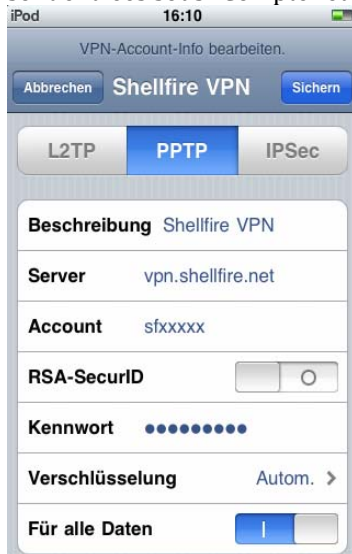 iPod 16:10
VPN-Account-Info bearbeiten.
Abbrechen Shellfire VPN Sichern
L2TP PPTP IPSec
Beschreibung Shellfire VPN
Server vpn.shellfire.net
Account sfxxxxx
RSA-SecurID
Kennwort ●●●●●●●●●
Verschlüsselung Autom.
Für alle Daten